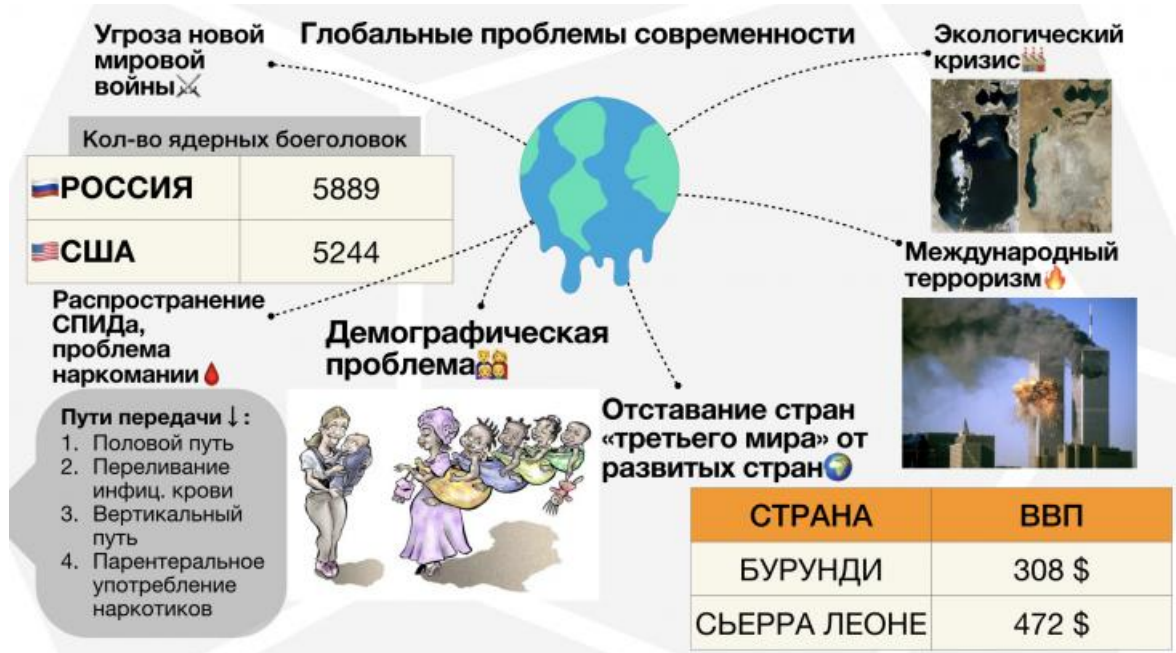 Глобальные проблемы современности
Угроза новой
мировой
войны⚔
Кол-во ядерных боеголовок
🇷🇺РОССИЯ 5889
🇺🇸США 5244
Распространение
СПИДа,
проблема
наркомании🩸
Пути передачи ↓:
1. Половой путь
2. Переливание
инфиц. крови
3. Вертикальный
путь
4. Парентеральное
употребление
наркотиков
Демографическая
проблема👨‍👩‍👧‍👦
Отставание стран
«третьего мира» от
развитых стран🌍
СТРАНА ВВП
БУРУНДИ 308 $
СЬЕРРА ЛЕОНЕ 472 $
Экологический
кризис🏭
Международный
терроризм🔥